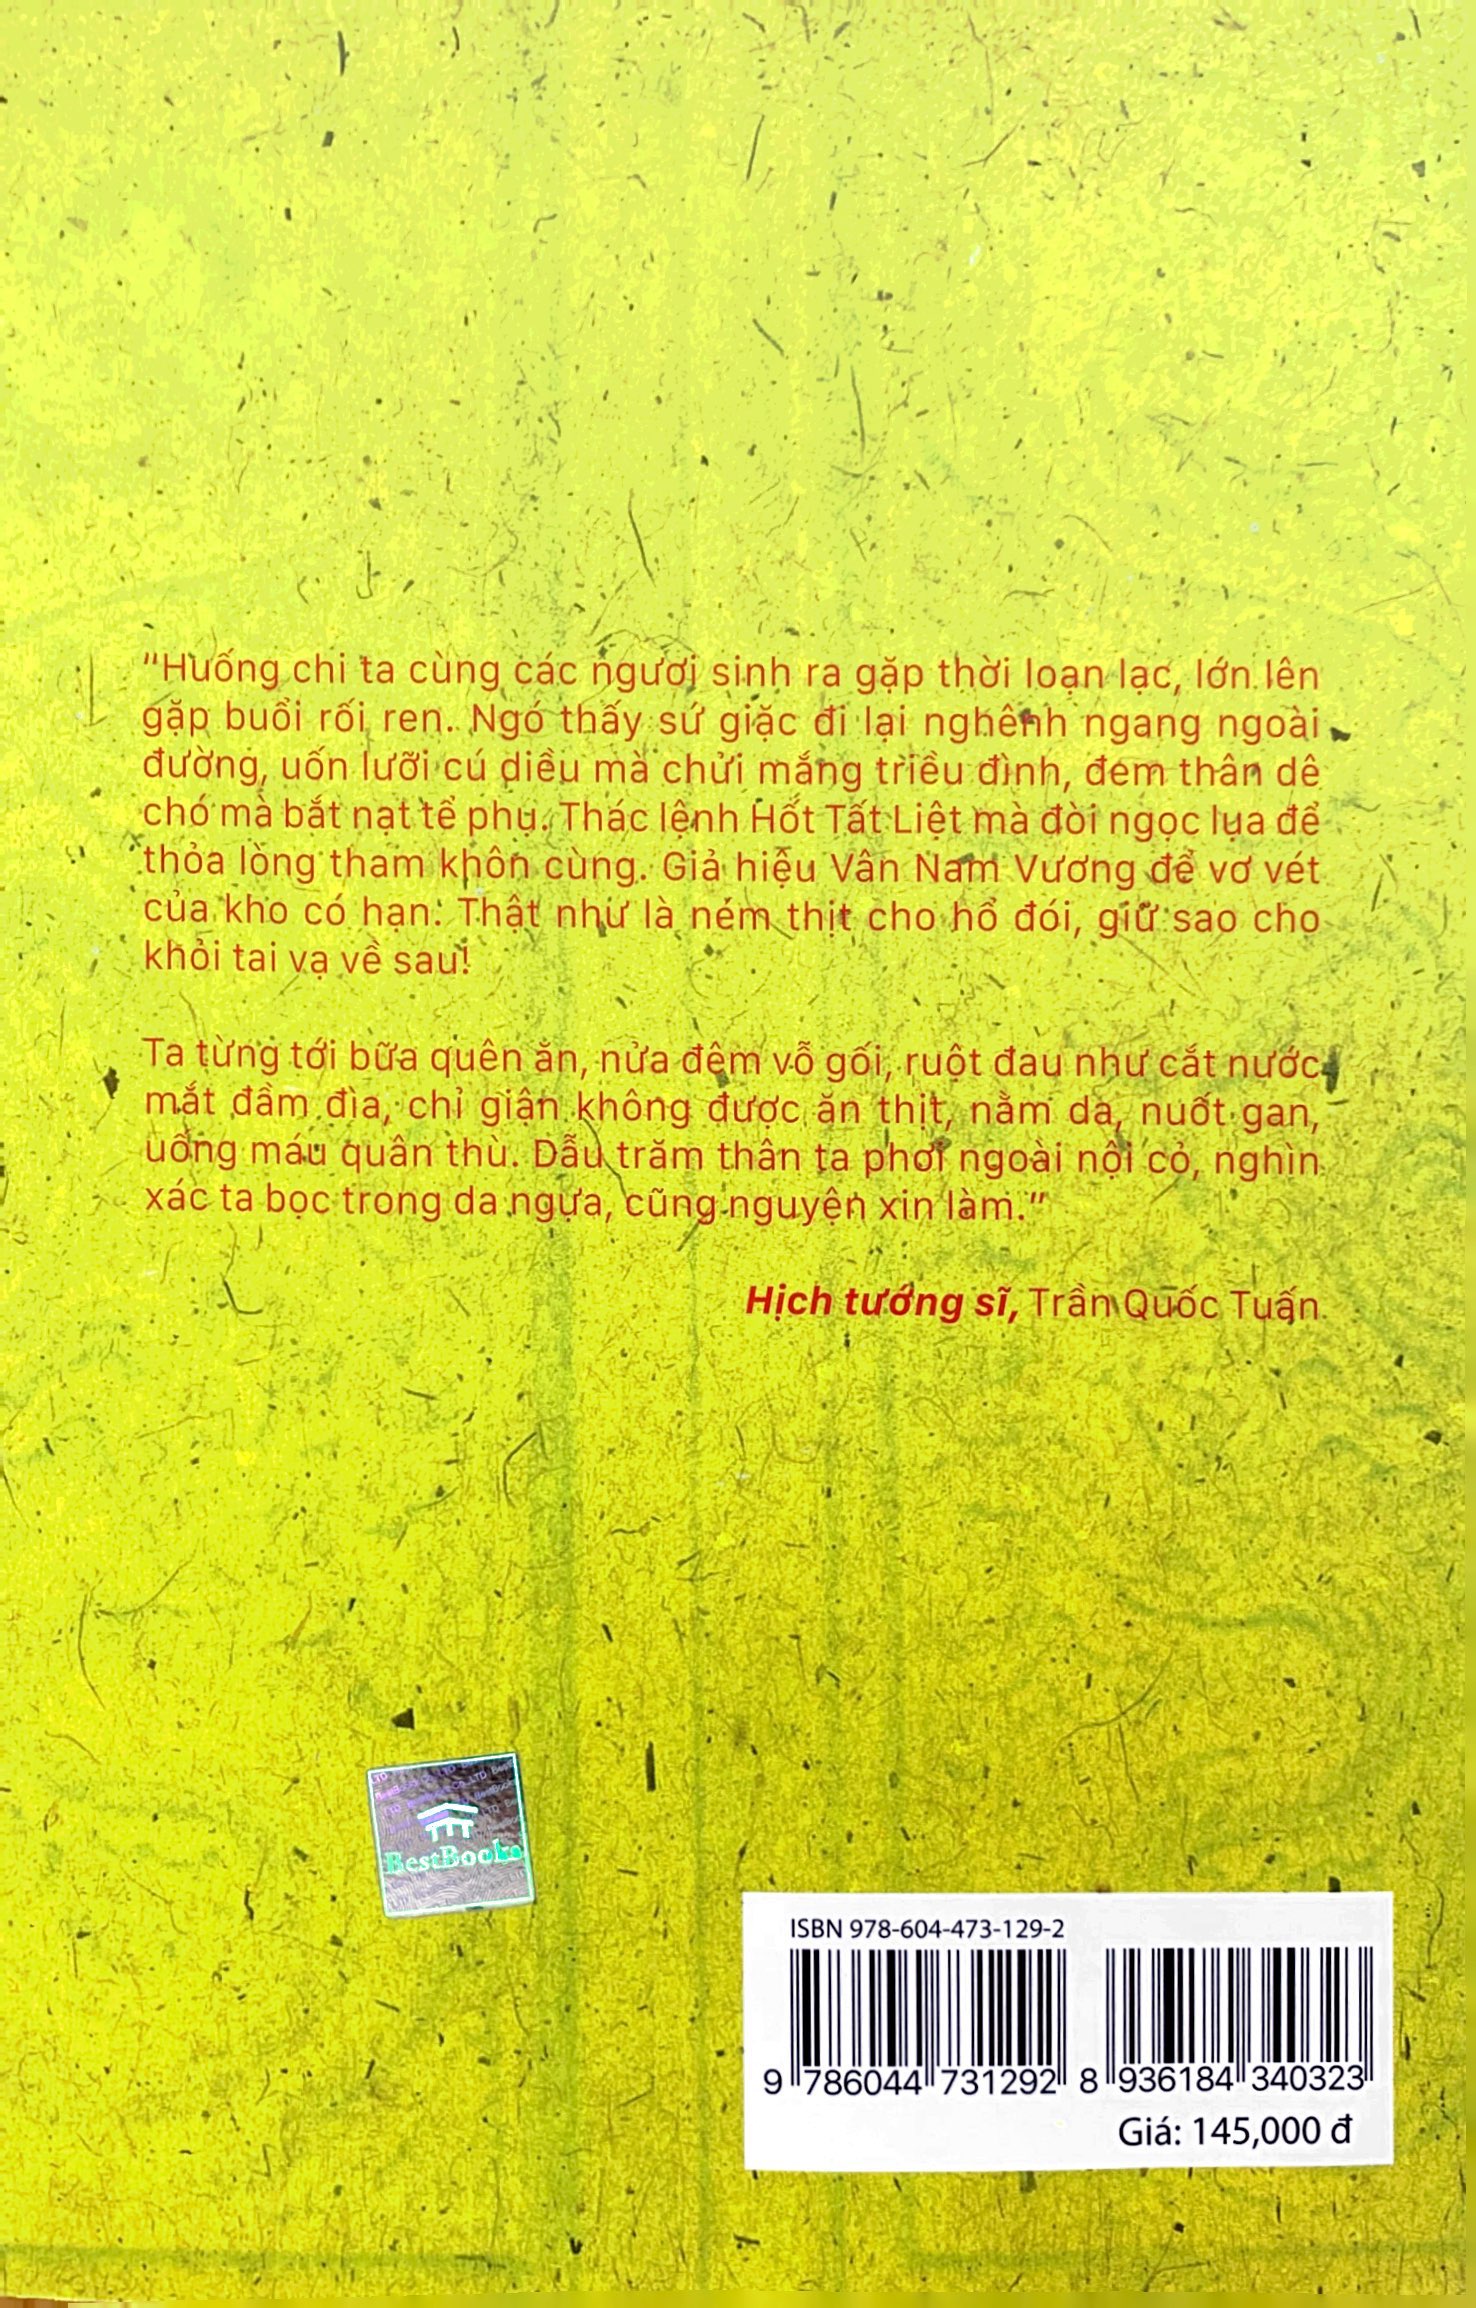 “Huống chi ta cùng các ngươi sinh ra gặp thời loạn lạc, lớn lên
gặp buổi rối ren. Ngó thấy sứ giặc đi lại nghênh ngang ngoài
đường, uốn lưỡi cú diều mà chửi mắng triều đình, đem thân dê
chó mà bắt nạt tể phụ. Thác lệnh Hốt Tất Liệt mà đòi ngọc lụa để
thỏa lòng tham khôn cùng. Giả hiệu Vân Nam Vương để vơ vét
của kho có hạn. Thật như là ném thịt cho hổ đói, giữ sao cho
khỏi tai vạ về sau!
Ta từng tới bữa quên ăn, nửa đêm vỗ gối, ruột đau như cắt nước
mắt đầm đìa, chỉ giận không được ăn thịt, nằm da, nuốt gan,
uống máu quân thù. Dẫu trăm thân ta phơi ngoài nội cỏ, nghìn
xác ta bọc trong da ngựa, cũng nguyện xin làm.”
Hịch tướng sĩ, Trần Quốc Tuấn
BestBooks
ISBN 978-604-473-129-2
9 786044 731292 8 936184 340323
Giá: 145,000 đ